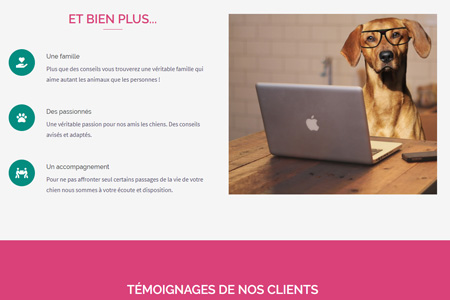 ET BIEN PLUS...
Une famille
Plus que des conseils vous trouverez une véritable famille qui
aime autant les animaux que les personnes !
Des passionnés
Une véritable passion pour nos amis les chiens. Des conseils
avisés et adaptés.
Un accompagnement
Pour ne pas affronter seul certains passages de la vie de votre
chien nous sommes à votre écoute et disposition.
TÉMOIGNAGES DE NOS CLIENTS